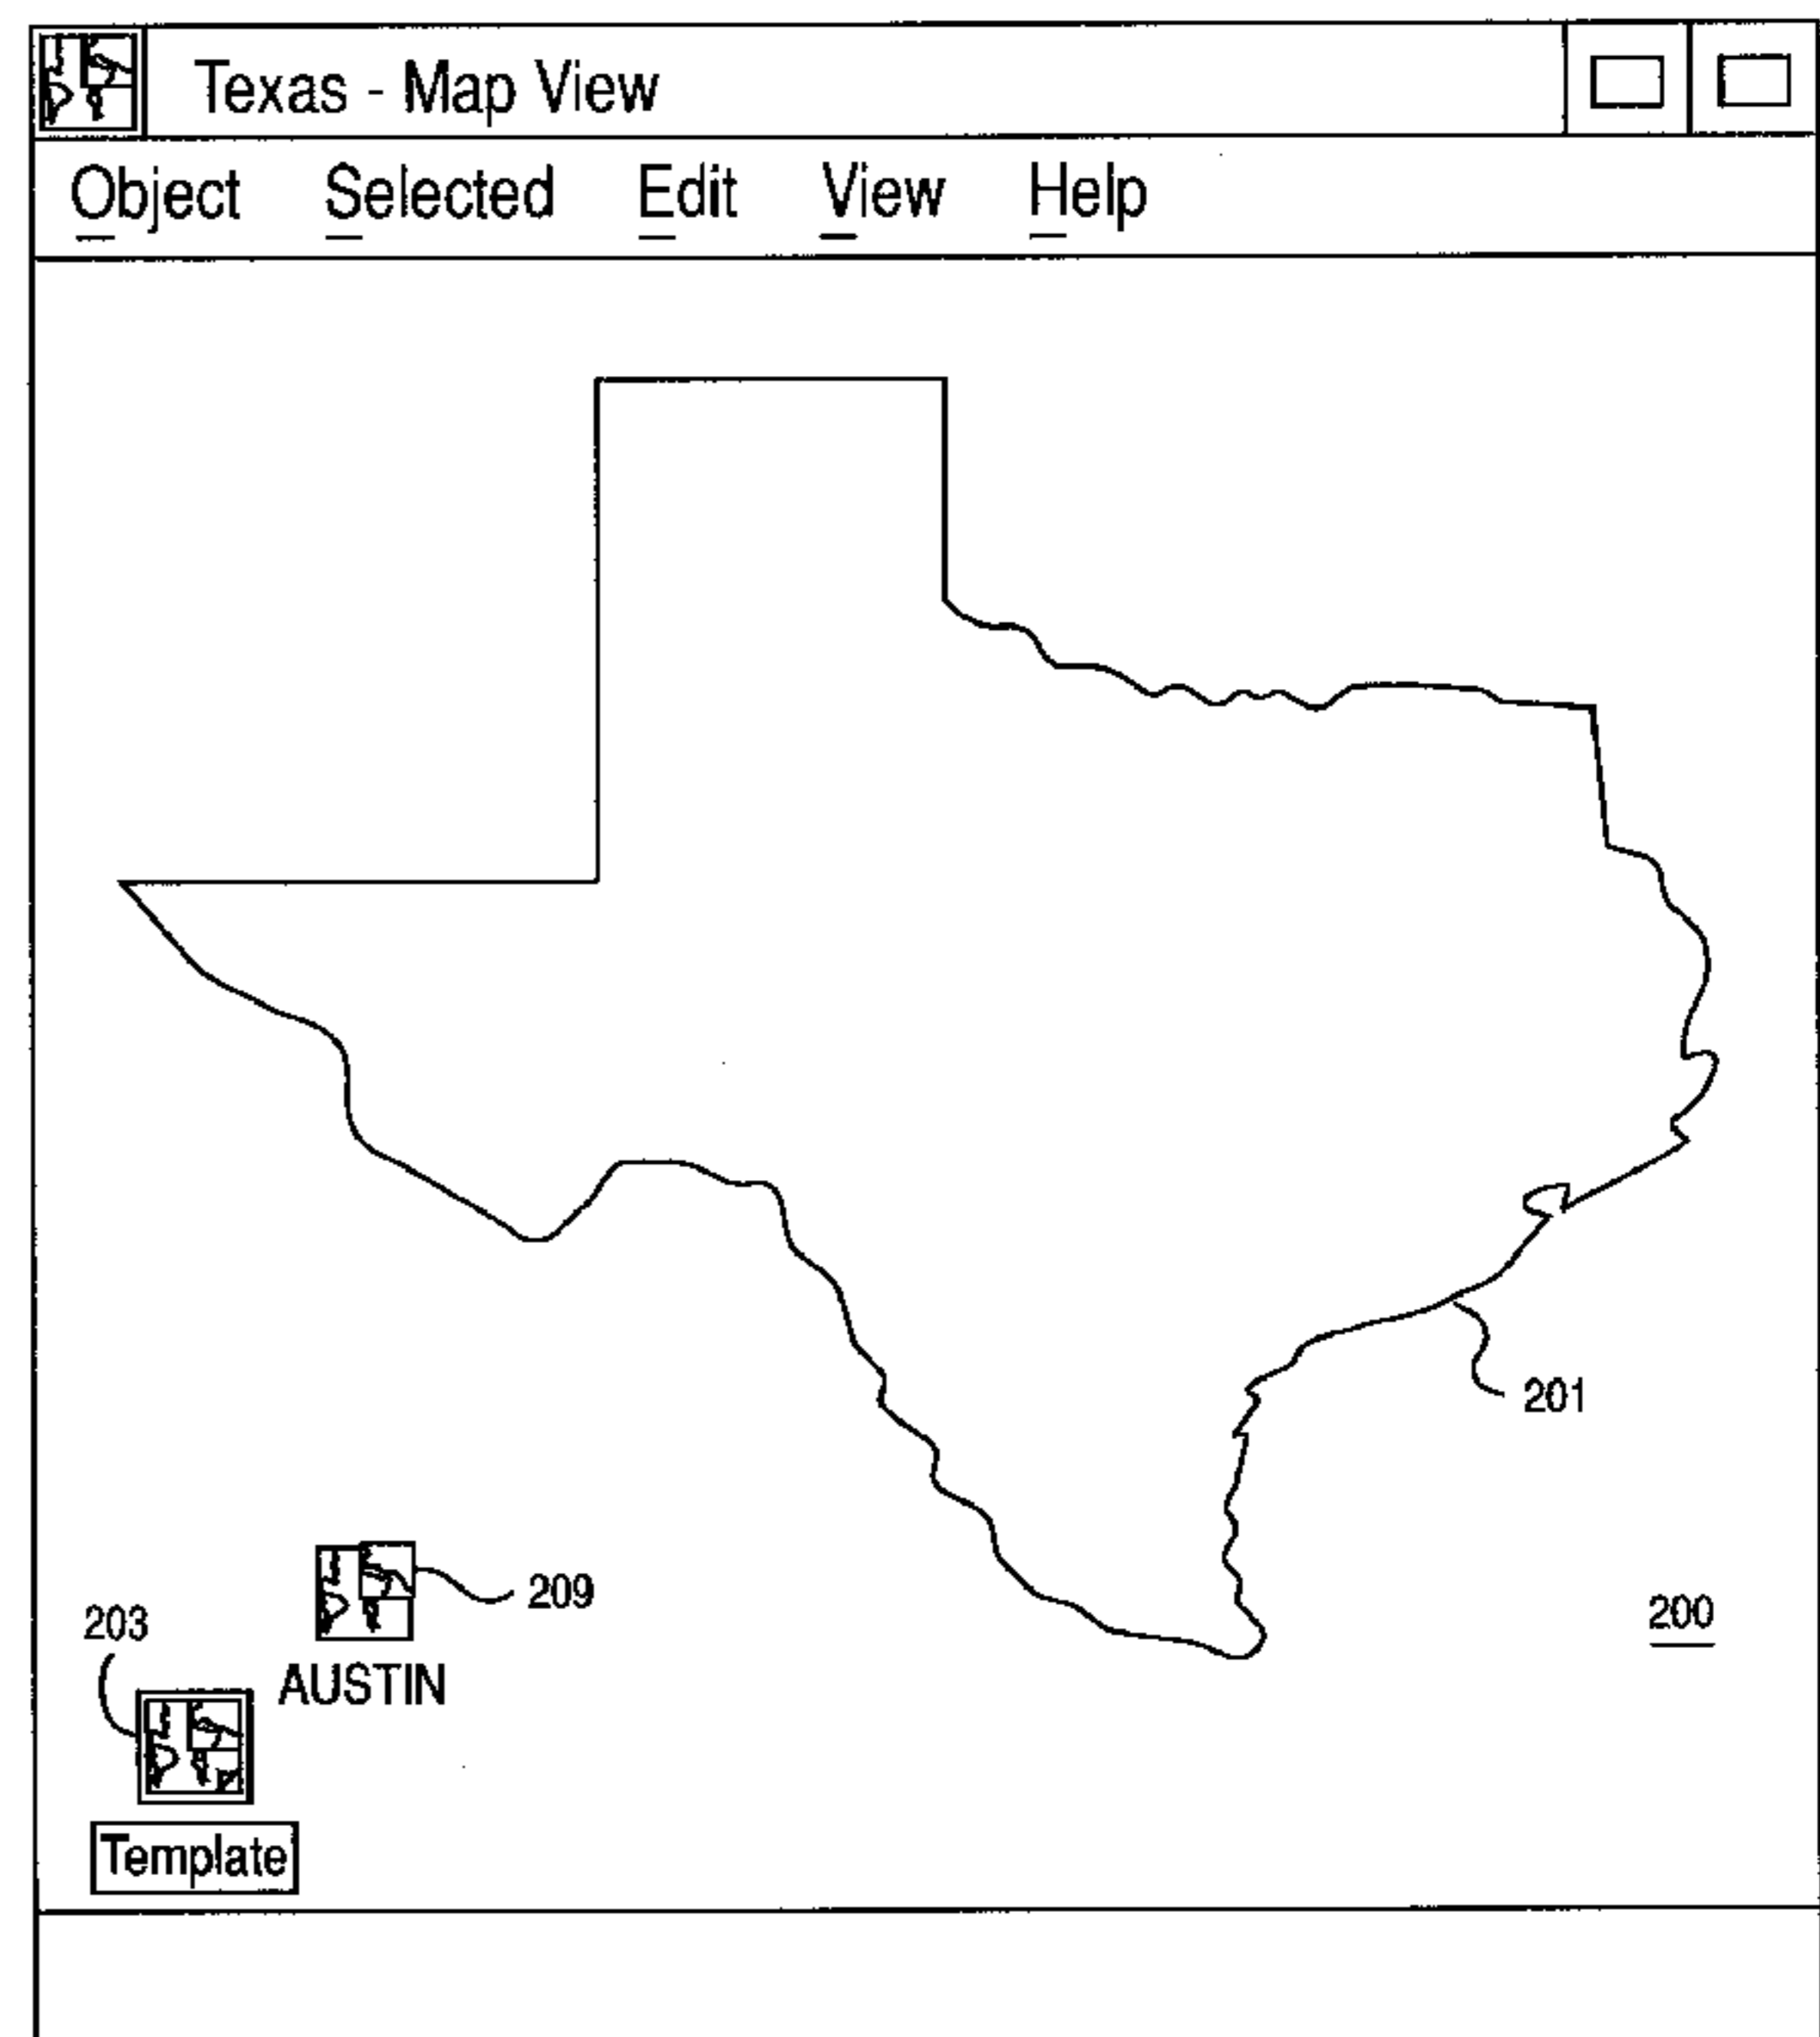 Texas - Map View
Object Selected Edit View Help
201
209
203
200
AUSTIN
Template